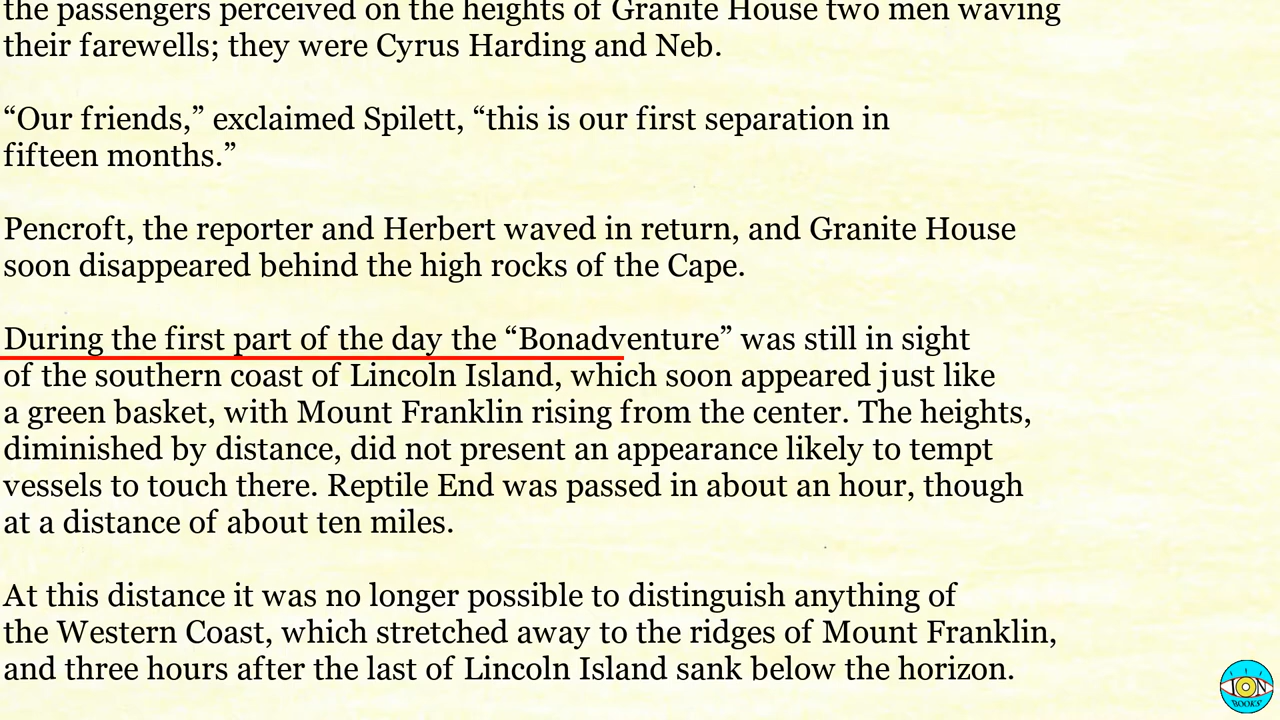 the passengers perceived on the heights of Granite House two men waving
their farewells; they were Cyrus Harding and Neb.
“Our friends,” exclaimed Spilett, “this is our first separation in
fifteen months.”
Pencroft, the reporter and Herbert waved in return, and Granite House
soon disappeared behind the high rocks of the Cape.
During the first part of the day the “Bonadventure” was still in sight
of the southern coast of Lincoln Island, which soon appeared just like
a green basket, with Mount Franklin rising from the center. The heights,
diminished by distance, did not present an appearance likely to tempt
vessels to touch there. Reptile End was passed in about an hour, though
at a distance of about ten miles.
At this distance it was no longer possible to distinguish anything of
the Western Coast, which stretched away to the ridges of Mount Franklin,
and three hours after the last of Lincoln Island sank below the horizon.
ION
BOOKS